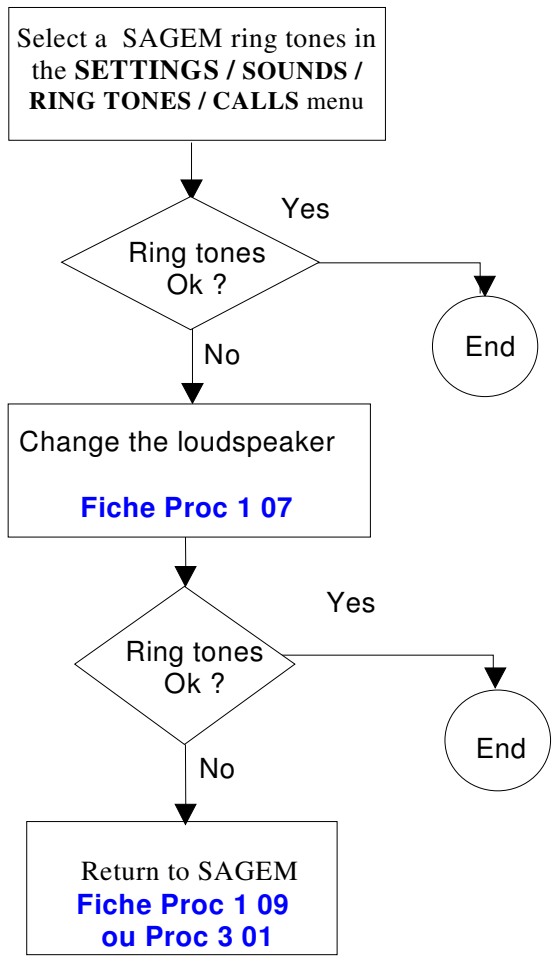 Select a SAGEM ring tones in
the SETTINGS / SOUNDS /
RING TONES / CALLS menu
Yes
Ring tones
Ok ?
End
No
Change the loudspeaker
Fiche Proc 1 07
Yes
Ring tones
Ok ?
End
No
Return to SAGEM
Fiche Proc 1 09
ou Proc 3 01